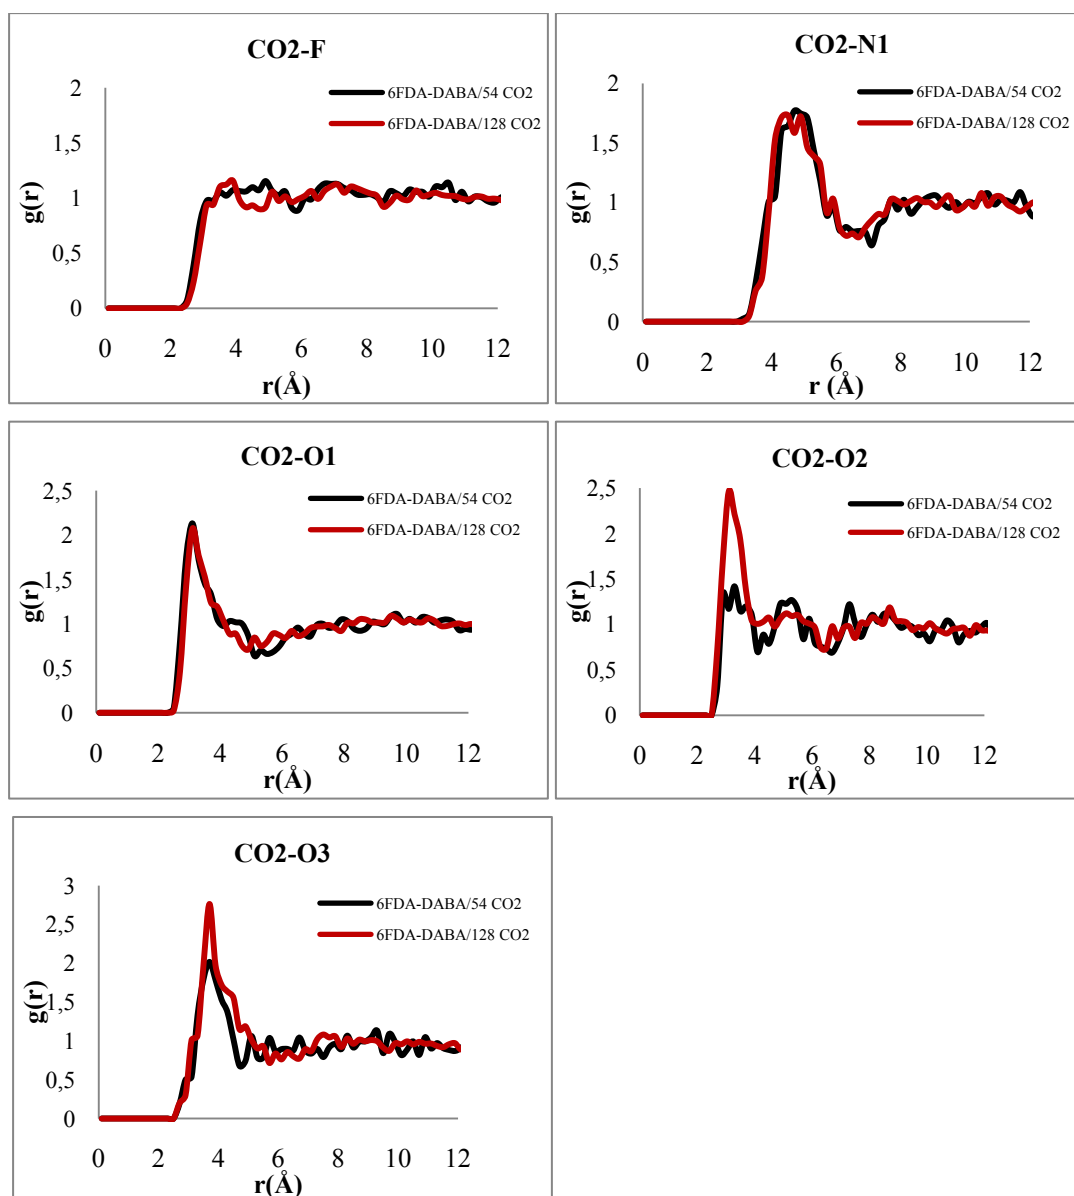 CO2-F
6FDA-DABA/54 CO2
6FDA-DABA/128 CO2
2
1,5
1
0,5
0
g(r)
0 2 4 6 8 10 12
r(Å)
CO2-N1
6FDA-DABA/54 CO2
6FDA-DABA/128 CO2
2
1,5
1
0,5
0
g(r)
0 2 4 6 8 10 12
r (Å)
CO2-O1
6FDA-DABA/54 CO2
6FDA-DABA/128 CO2
2,5
2
1,5
1
0,5
0
g(r)
0 2 4 6 8 10 12
r(Å)
CO2-O2
6FDA-DABA/54 CO2
6FDA-DABA/128 CO2
2,5
2
1,5
1
0,5
0
g(r)
0 2 4 6 8 10 12
r(Å)
CO2-O3
6FDA-DABA/54 CO2
6FDA-DABA/128 CO2
3
2,5
2
1,5
1
0,5
0
g(r)
0 2 4 6 8 10 12
r(Å)